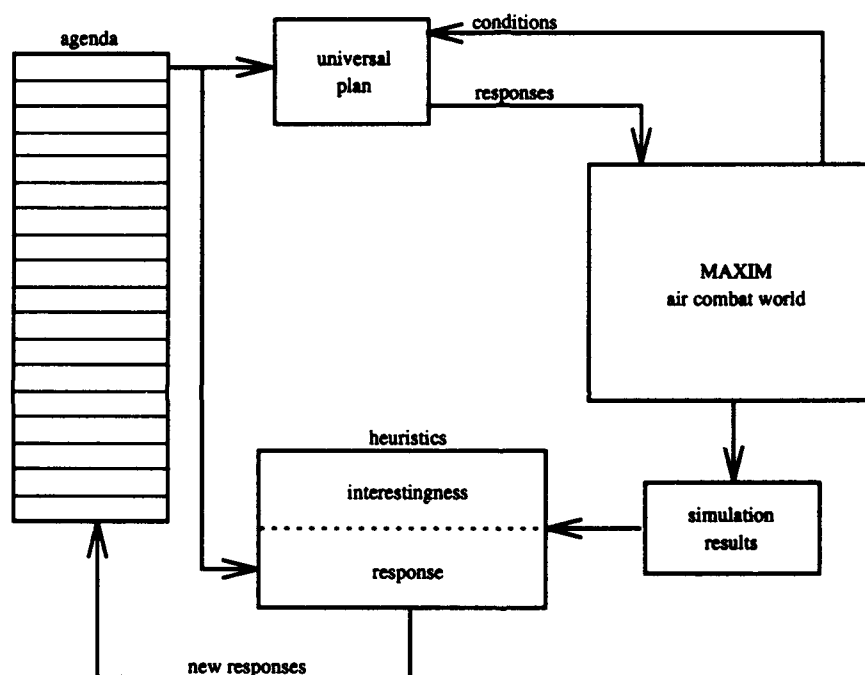 agenda
conditions
universal
plan
responses
MAXIM
air combat world
heuristics
interestingness
response
simulation
results
new responses